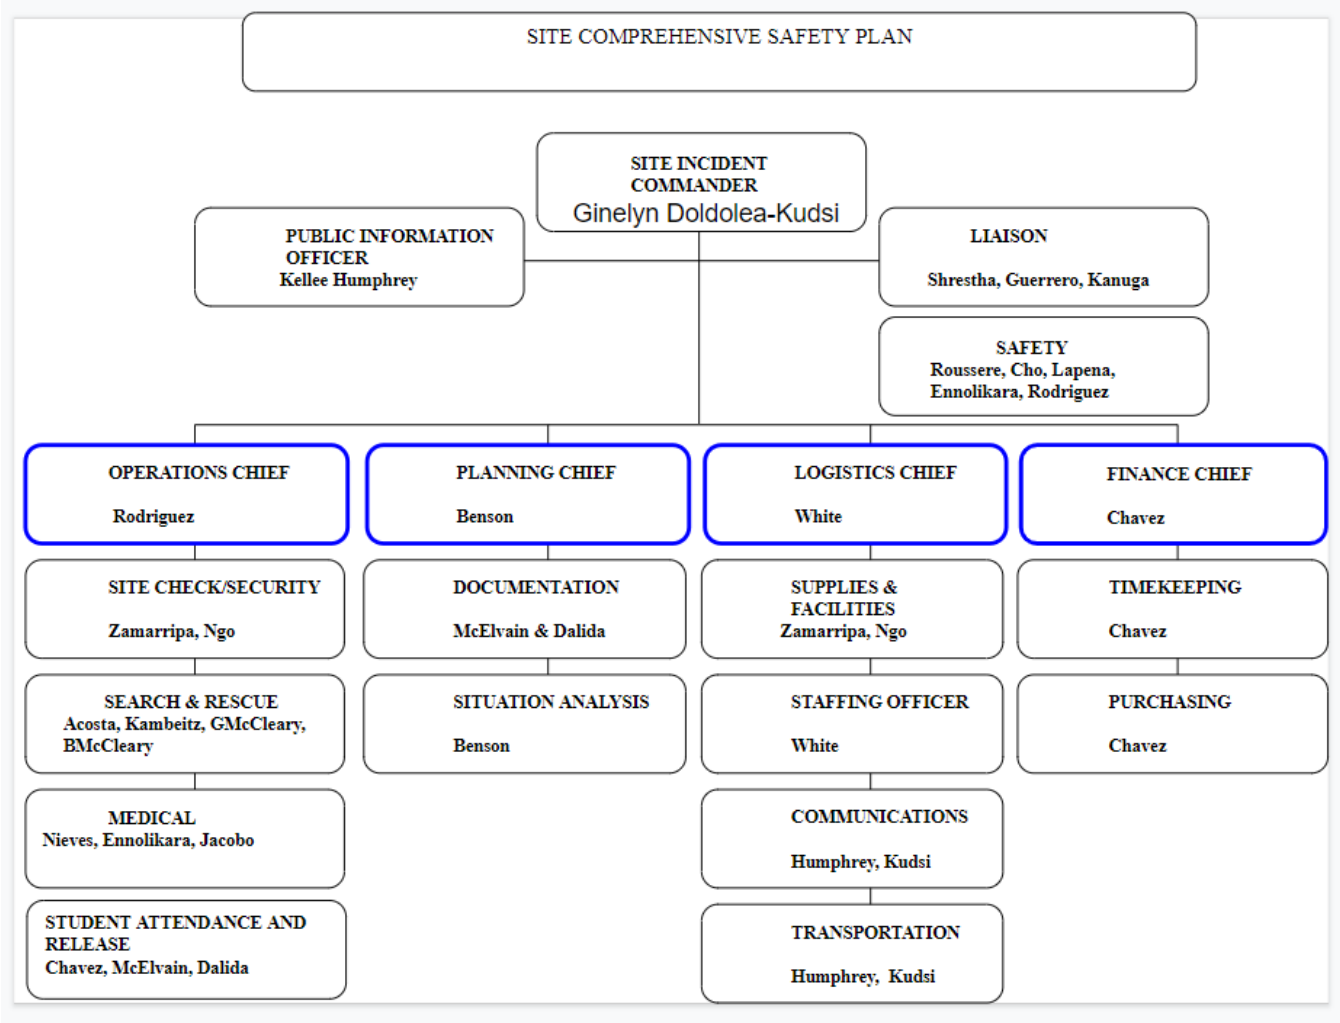 SITE COMPREHENSIVE SAFETY PLAN
SITE INCIDENT
COMMANDER
Ginelyn Doldolea-Kudsi
PUBLIC INFORMATION
OFFICER
Kellee Humphrey
LIAISON
Shrestha, Guerrero, Kanuga
SAFETY
Roussere, Cho, Lapena,
Ennolikara, Rodriguez
OPERATIONS CHIEF
Rodriguez
PLANNING CHIEF
Benson
LOGISTICS CHIEF
White
FINANCE CHIEF
Chavez
SITE CHECK/SECURITY
Zamarripa, Ngo
DOCUMENTATION
McElvain & Dalida
SUPPLIES &
FACILITIES
Zamarripa, Ngo
TIMEKEEPING
Chavez
SEARCH & RESCUE
Acosta, Kambeitz, GMcCleary,
BMcCleary
SITUATION ANALYSIS
Benson
STAFFING OFFICER
White
PURCHASING
Chavez
MEDICAL
Nieves, Ennolikara, Jacobo
COMMUNICATIONS
Humphrey, Kudsi
STUDENT ATTENDANCE AND
RELEASE
Chavez, McElvain, Dalida
TRANSPORTATION
Humphrey, Kudsi